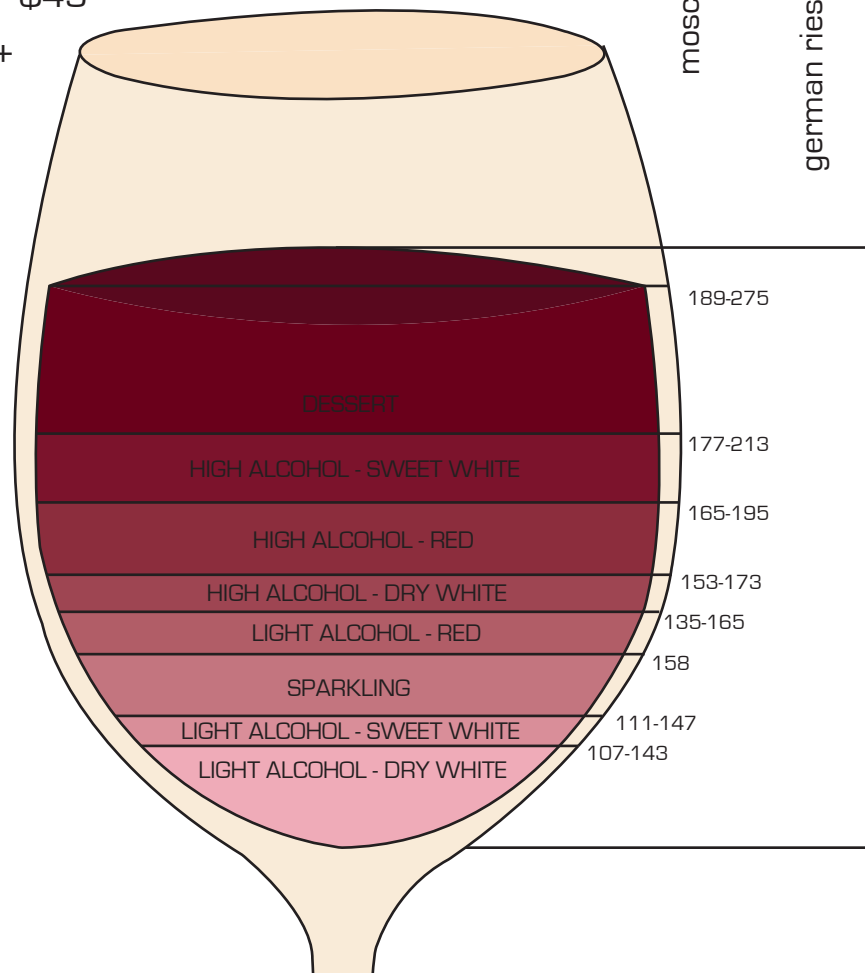 +
mosc
german ries
189-275
DESSERT
177-213
HIGH ALCOHOL - SWEET WHITE
165-195
HIGH ALCOHOL - RED
153-173
HIGH ALCOHOL - DRY WHITE
135-165
LIGHT ALCOHOL - RED
158
SPARKLING
111-147
LIGHT ALCOHOL - SWEET WHITE
107-143
LIGHT ALCOHOL - DRY WHITE